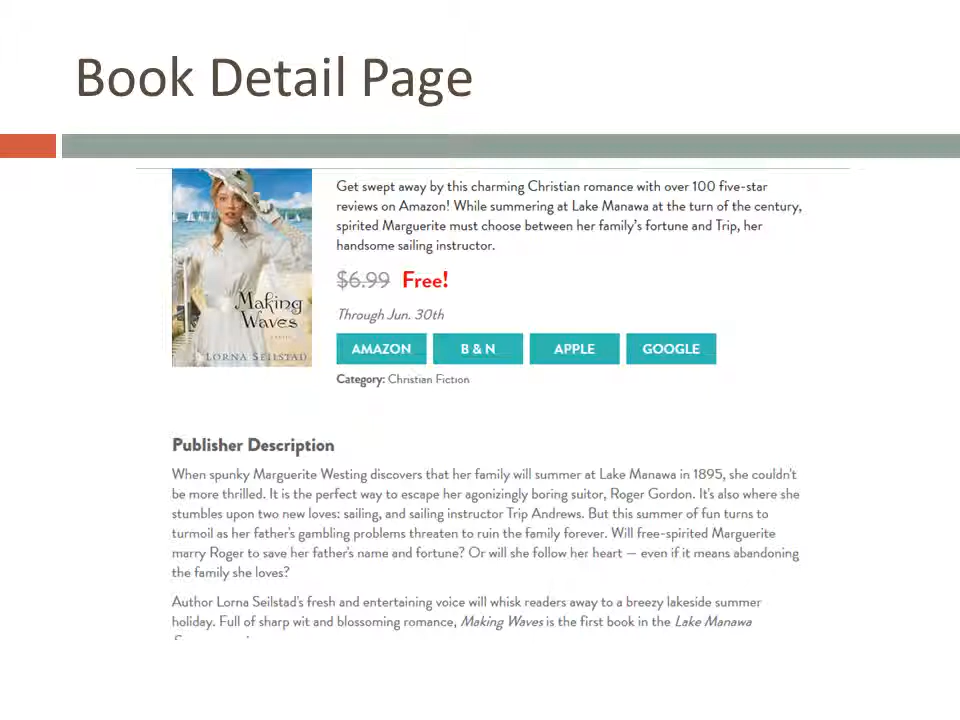 Book Detail Page
Get swept away by this charming Christian romance with over 100 five-star
reviews on Amazon! While summering at Lake Manawa at the turn of the century,
spirited Marguerite must choose between her family's fortune and Trip, her
handsome sailing instructor.
$6.99 Free!
Through Jun. 30th
AMAZON B & N APPLE GOOGLE
Category: Christian Fiction
Making
Waves
LORNA SEILSTAD
Publisher Description
When spunky Marguerite Westing discovers that her family will summer at Lake Manawa in 1895, she couldn't
be more thrilled. It is the perfect way to escape her agonizingly boring suitor, Roger Gordon. It's also where she
stumbles upon two new loves: sailing, and sailing instructor Trip Andrews. But this summer of fun turns to
turmoil as her father's gambling problems threaten to ruin the family forever. Will free-spirited Marguerite
marry Roger to save her father's name and fortune? Or will she follow her heart — even if it means abandoning
the family she loves?
Author Lorna Seilstad's fresh and entertaining voice will whisk readers away to a breezy lakeside summer
holiday. Full of sharp wit and blossoming romance, Making Waves is the first book in the Lake Manawa